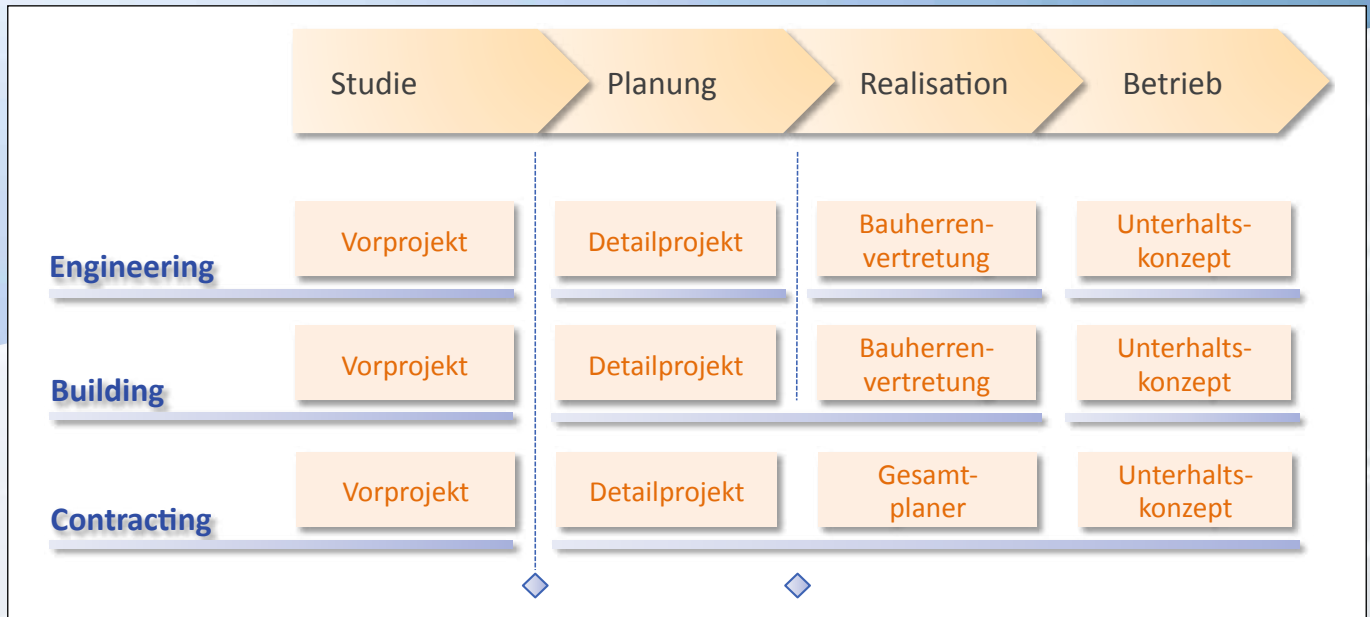 Studie
Planung
Realisation
Betrieb
Engineering
Vorprojekt
Detailprojekt
Bauherren-
vertretung
Unterhalts-
konzept
Building
Vorprojekt
Detailprojekt
Bauherren-
vertretung
Unterhalts-
konzept
Contracting
Vorprojekt
Detailprojekt
Gesamt-
planer
Unterhalts-
konzept